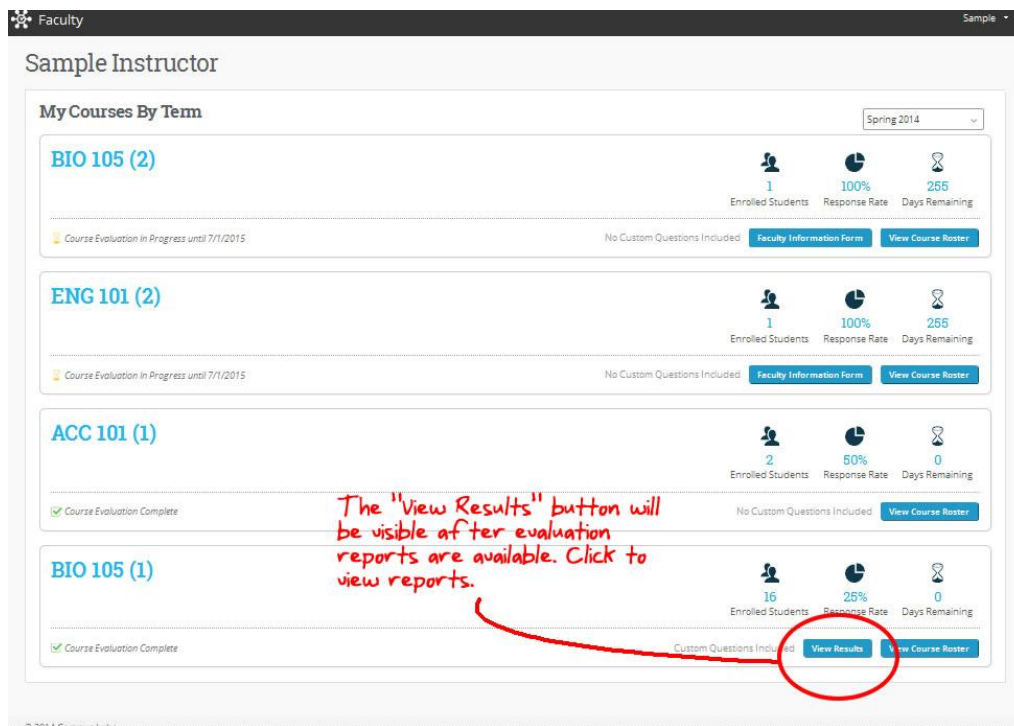 Faculty
Sample
Sample Instructor
My Courses By Term
Spring 2014
BIO 105 (2)
1
100%
255
Enrolled Students
Response Rate
Days Remaining
Course Evaluation in Progress until 7/1/2015
No Custom Questions Included
Faculty Information Form
View Course Roster
ENG 101 (2)
1
100%
255
Enrolled Students
Response Rate
Days Remaining
Course Evaluation in Progress until 7/1/2015
No Custom Questions Included
Faculty Information Form
View Course Roster
ACC 101 (1)
2
50%
0
Enrolled Students
Response Rate
Days Remaining
Course Evaluation Complete
No Custom Questions Included
View Course Roster
The "View Results" button will
be visible after evaluation
reports are available. Click to
view reports.
BIO 105 (1)
16
25%
0
Enrolled Students
Response Rate
Days Remaining
Course Evaluation Complete
Custom Questions Included
View Results
View Course Roster